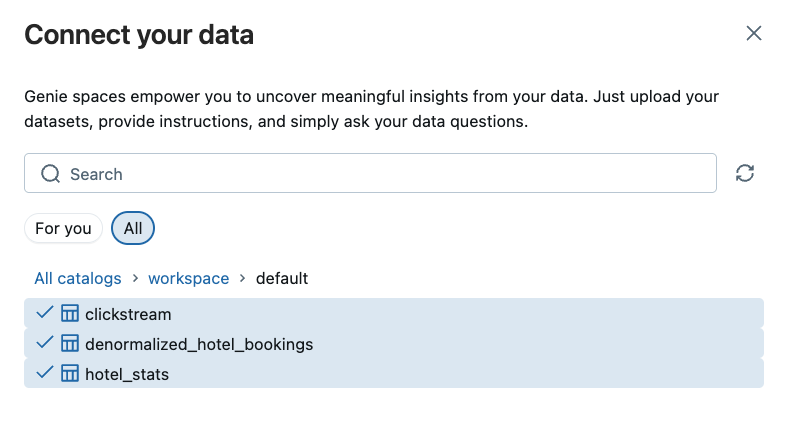 Connect your data
Genie spaces empower you to uncover meaningful insights from your data. Just upload your
datasets, provide instructions, and simply ask your data questions.
Search
For you All
All catalogs > workspace > default
clickstream
denormalized_hotel_bookings
hotel_stats